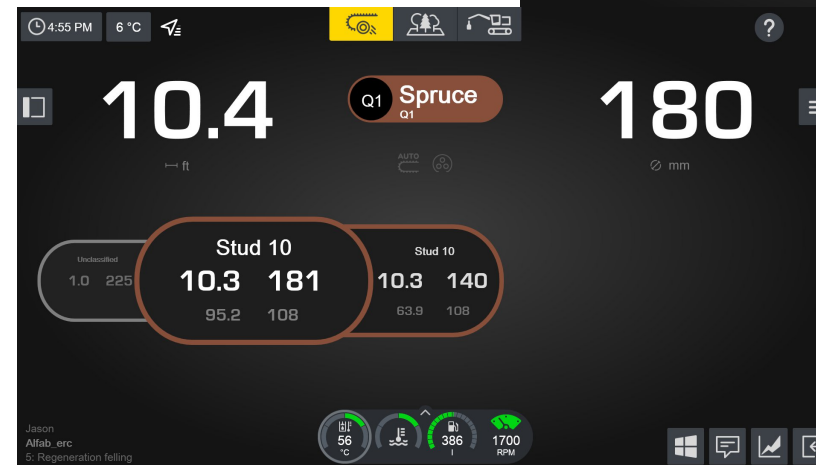 4:55 PM
6 °C
?
10.4
ft
Q1
Spruce
Q1
180
mm
AUTO
Unclassified
1.0 225
Stud 10
10.3 181
95.2 108
Stud 10
10.3 140
63.9 108
Jason
Alfab_erc
5: Regeneration felling
56
°C
386
l
1700
RPM